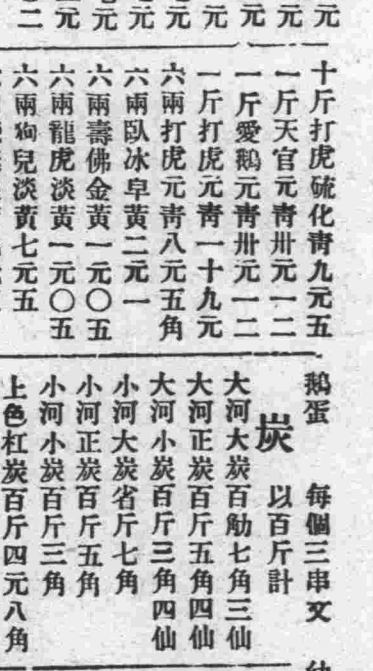 元
元
元
元
元
十斤打虎硫化靑九元五
一斤天官元靑卅元一二
一斤愛鵝元靑卅元一二
一斤打虎元靑一十九元
六兩打虎元靑八元五角
六兩臥冰皁黃二元一
六兩壽佛金黃一元〇五
六兩龍虎淡黃一元〇五
六兩狗兒淡黃七元五
鵝蛋　每個三串文
炭　以百斤計
大河大炭百觔七角三仙
大河正炭百斤五角四仙
大河小炭百斤三角四仙
小河大炭省斤七角
小河正炭百斤五角
小河小炭百斤三角
上色杠炭百斤四元八角